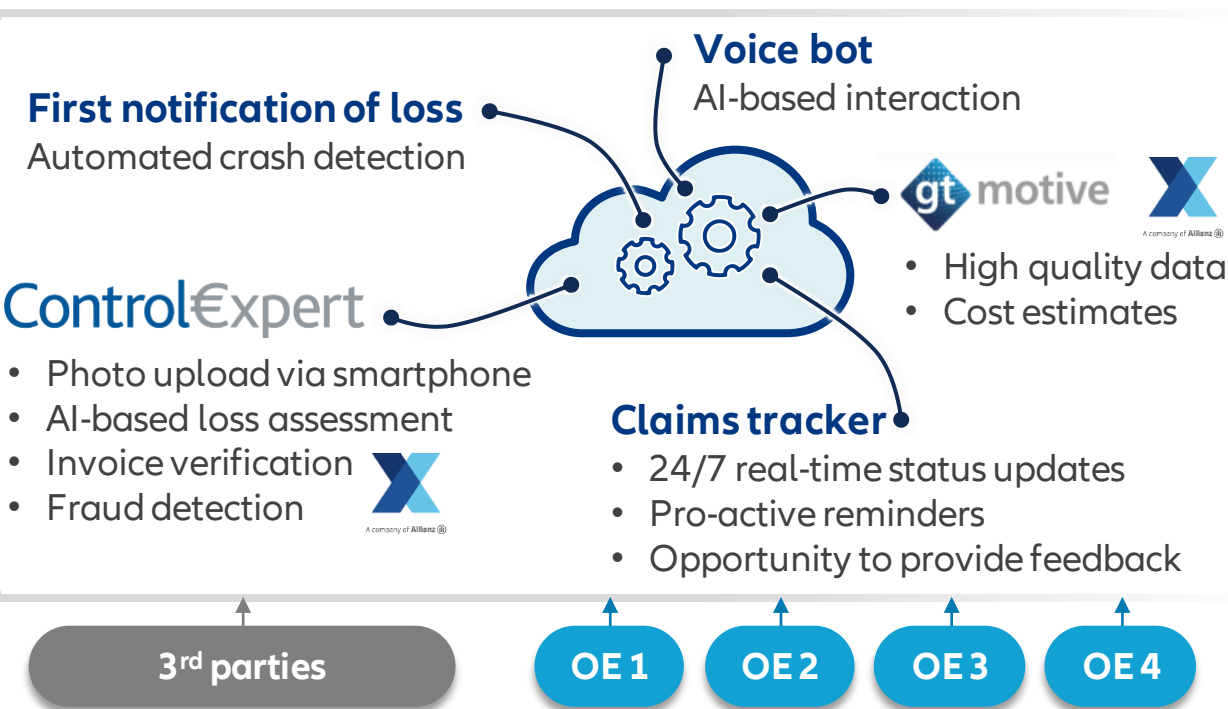 Voice bot
AI-based interaction
First notification of loss
Automated crash detection
gt motive
A company of Allianz
• High quality data
• Cost estimates
Control€xpert
• Photo upload via smartphone
• AI-based loss assessment
• Invoice verification
• Fraud detection
A company of Allianz
Claims tracker
• 24/7 real-time status updates
• Pro-active reminders
• Opportunity to provide feedback
3rd parties
OE 1
OE 2
OE 3
OE 4